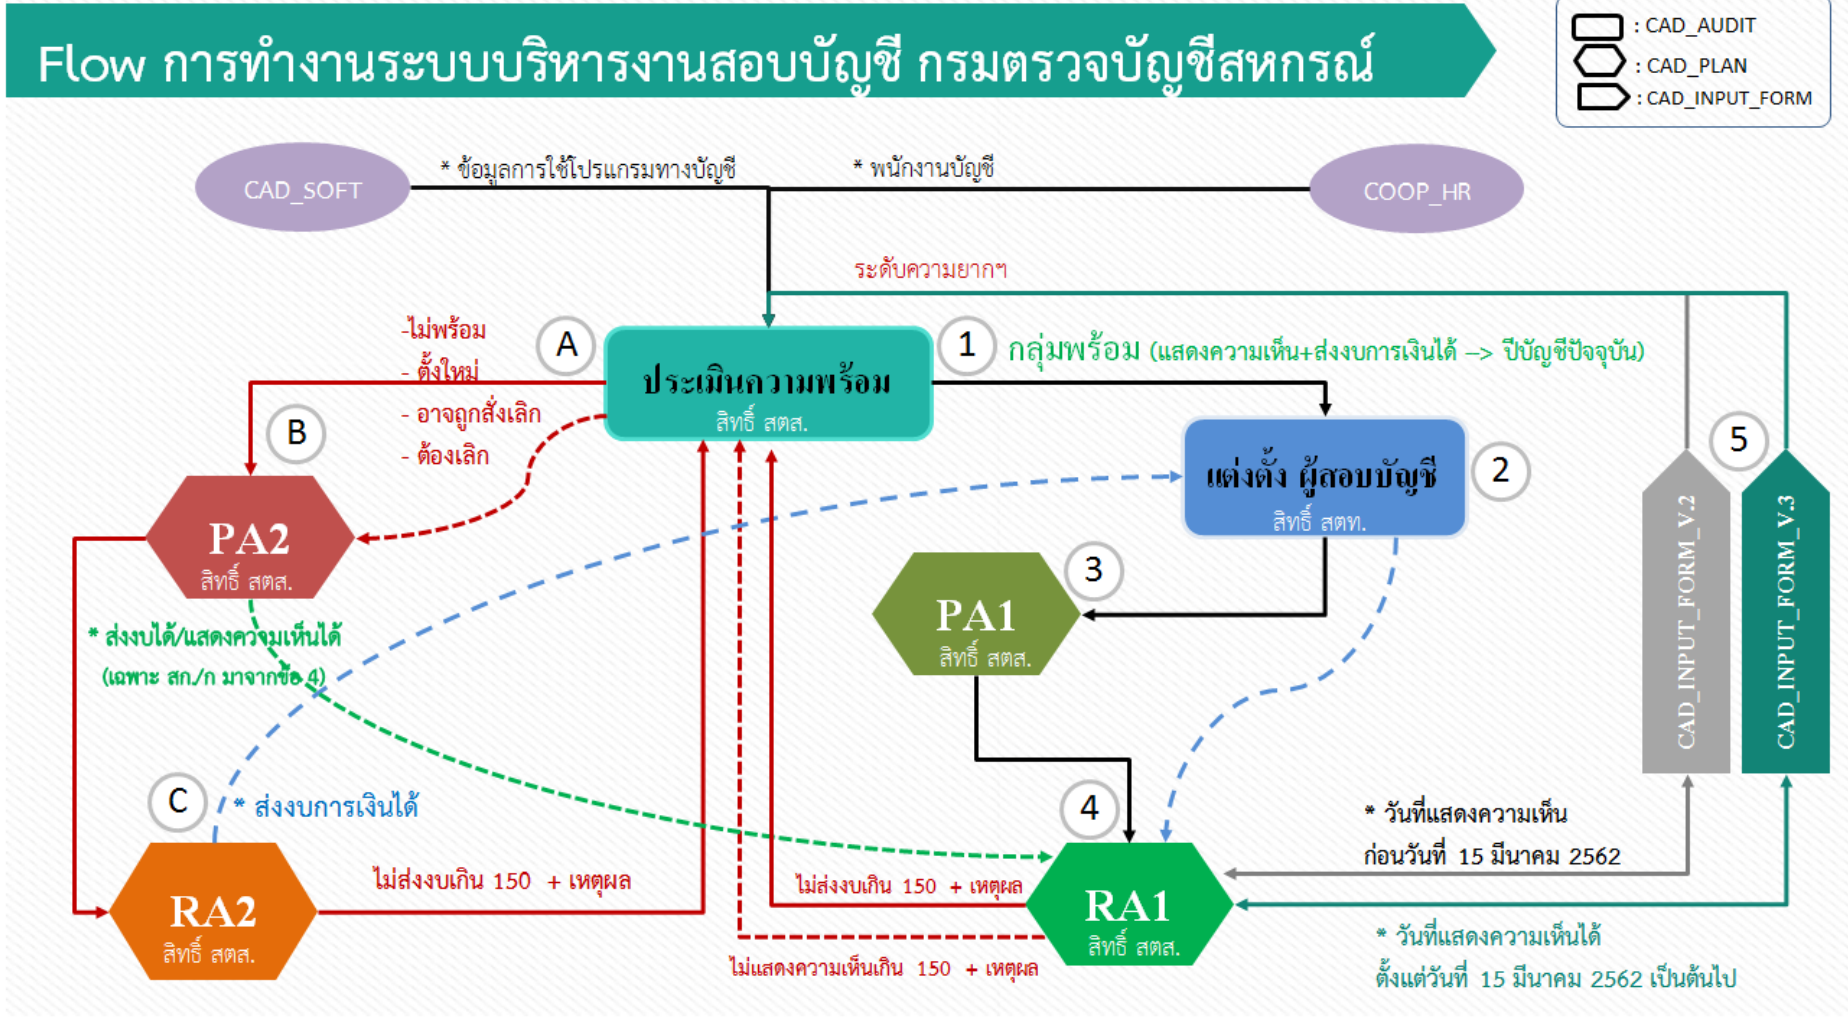 Flow การทำงานระบบบริหารงานสอบบัญชี กรมตรวจบัญชีสหกรณ์
: CAD_AUDIT
: CAD_PLAN
: CAD_INPUT_FORM
CAD_SOFT
* ข้อมูลการใช้โปรแกรมทางบัญชี
* พนักงานบัญชี
COOP_HR
ระดับความยากฯ
-ไม่พร้อม
- ตั้งใหม่
- อาจถูกสั่งเลิก
- ต้องเลิก
A
ประเมินความพร้อม
สิทธิ์ สตส.
1
กลุ่มพร้อม (แสดงความเห็น+ส่งงบการเงินได้ –> ปีบัญชีปัจจุบัน)
B
แต่งตั้ง ผู้สอบบัญชี
สิทธิ์ สตท.
2
5
CAD_INPUT_FORM_V.2
CAD_INPUT_FORM_V.3
PA2
สิทธิ์ สตส.
3
PA1
สิทธิ์ สตส.
* ส่งงบได้/แสดงความเห็นได้
(เฉพาะ สก./ก มาจากข้อ 4)
C
* ส่งงบการเงินได้
4
* วันที่แสดงความเห็น
ก่อนวันที่ 15 มีนาคม 2562
RA2
สิทธิ์ สตส.
ไม่ส่งงบเกิน 150 + เหตุผล
ไม่ส่งงบเกิน 150 + เหตุผล
RA1
สิทธิ์ สตส.
ไม่แสดงความเห็นเกิน 150 + เหตุผล
* วันที่แสดงความเห็นได้
ตั้งแต่วันที่ 15 มีนาคม 2562 เป็นต้นไป